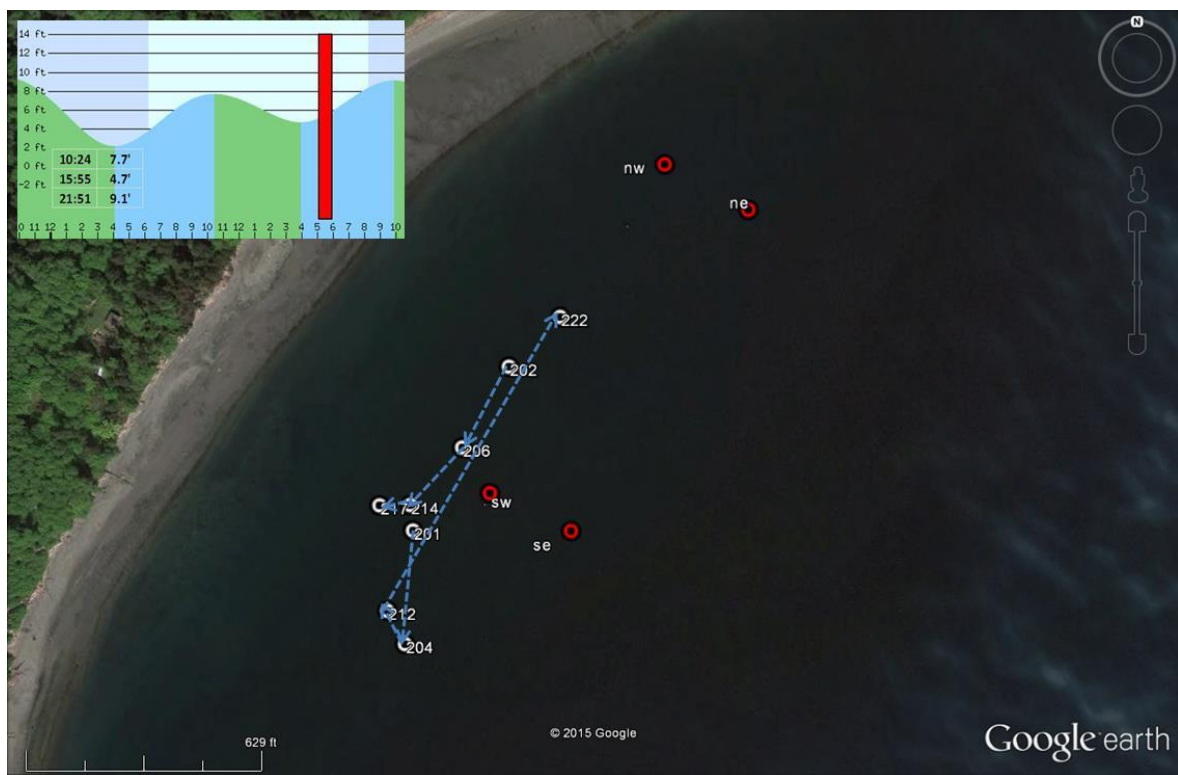 14 ft
12 ft
10 ft
8 ft
6 ft
4 ft
2 ft
0 ft
-2 ft
10:24 7.7'
15:55 4.7'
21:51 9.1'
0 11 12 1 2 3 4 5 6 7 8 9 10 11 12 1 2 3 4 5 6 7 8 9 10
N
nw
ne
222
202
206
sw
217
214
201
se
212
204
629 ft
© 2015 Google
Google earth